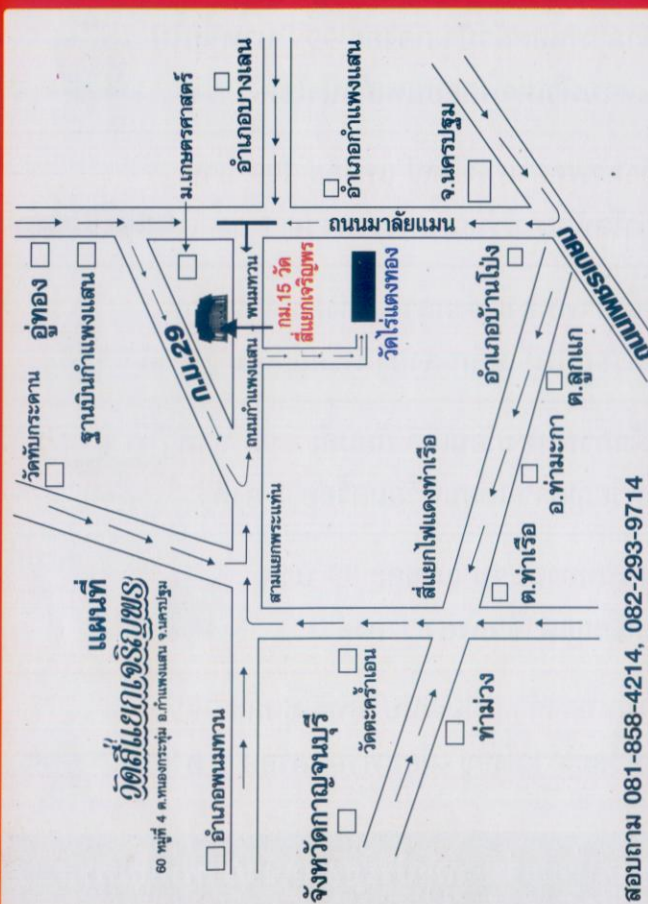 แผนที่
วัดสี่แยกเจริญพร
60 หมู่ที่ 4 ต.หนองกระทุ่ม อ.กำแพงแสน จ.นครปฐม
วัดทับกระดาน
อู่ทอง
ฐานบินกำแพงแสน
ป.บ.29
ม.เกษตรศาสตร์
อำเภอบางเลน
อำเภอกำแพงแสน
จ.นครปฐม
ถนนมาลัยแมน
ถนนเพรชเกษม
ถนนกำแพงแสน พนมทวน
กม.15 วัด
สี่แยกเจริญพร
วัดไร่แตงทอง
สามแยกพระแท่น
อำเภอพนมทวน
จังหวัดกาญจนบุรี
วัดตะคร้ำเอน
ท่าม่วง
สี่แยกไฟแดงท่าเรือ
ต.ท่าเรือ
อ.ท่ามะกา
ต.ลูกแก
อำเภอบ้านโป่ง
สอบถาม 081-858-4214, 082-293-9714